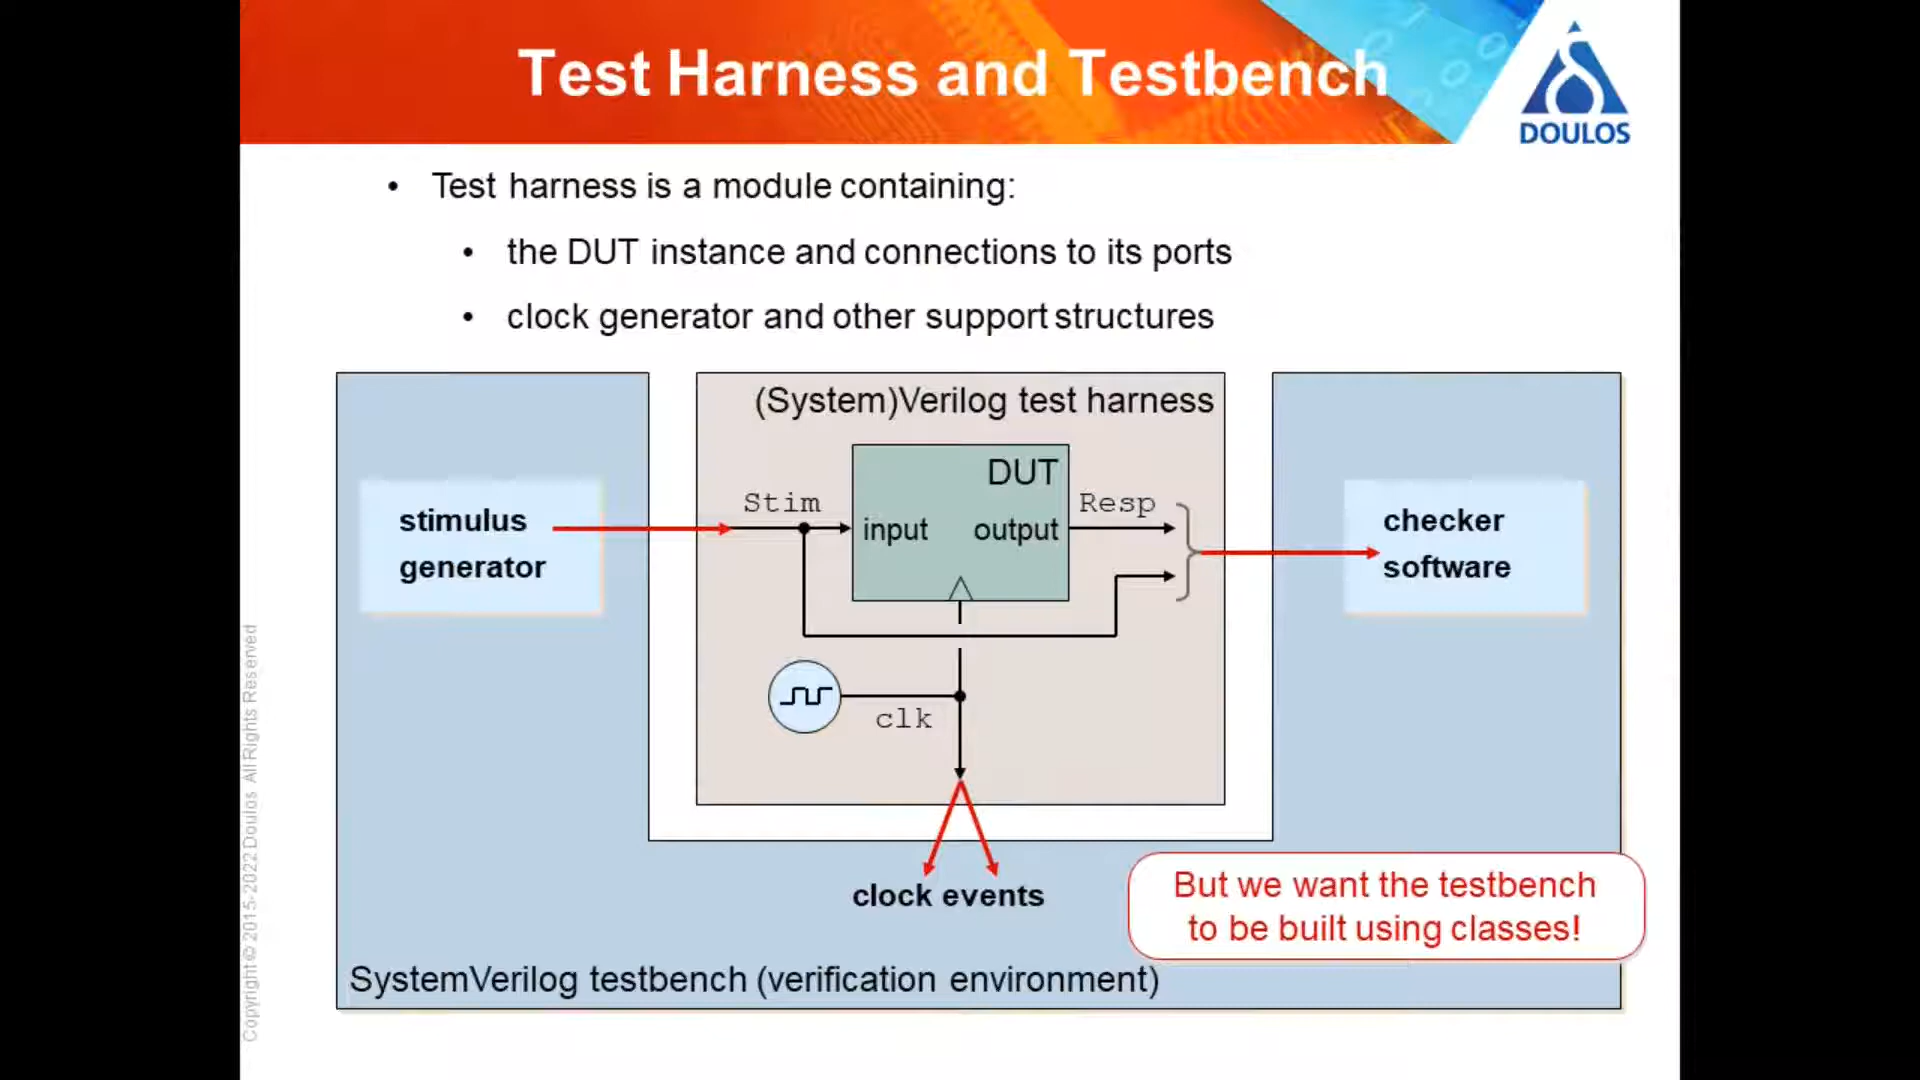 Test Harness and Testbench
DOULOS
• Test harness is a module containing:
• the DUT instance and connections to its ports
• clock generator and other support structures
(System)Verilog test harness
DUT
Stim
Resp
input
output
stimulus
generator
checker
software
clk
clock events
But we want the testbench
to be built using classes!
SystemVerilog testbench (verification environment)
Copyright © 2015-2022 Doulos All Rights Reserved